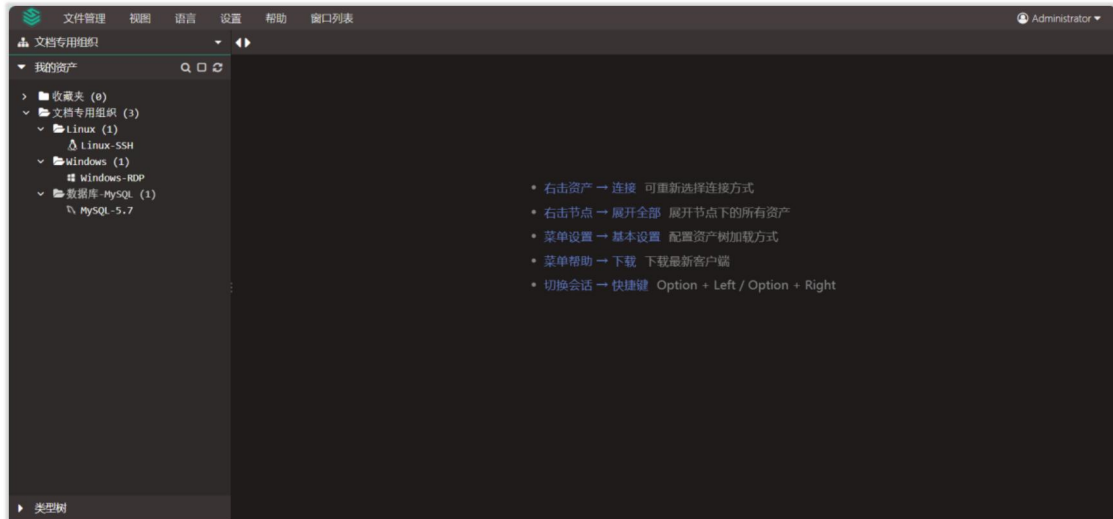 文件管理 视图 语言 设置 帮助 窗口列表 Administrator
文档专用组织
我的资产
收藏夹 (0)
文档专用组织 (3)
Linux (1)
Linux-SSH
Windows (1)
Windows-RDP
数据库-MySQL (1)
MySQL-5.7
右击资产 → 连接 可重新选择连接方式
右击节点 → 展开全部 展开节点下的所有资产
菜单设置 → 基本设置 配置资产树加载方式
菜单帮助 → 下载 下载最新客户端
切换会话 → 快捷键 Option + Left / Option + Right
类型树